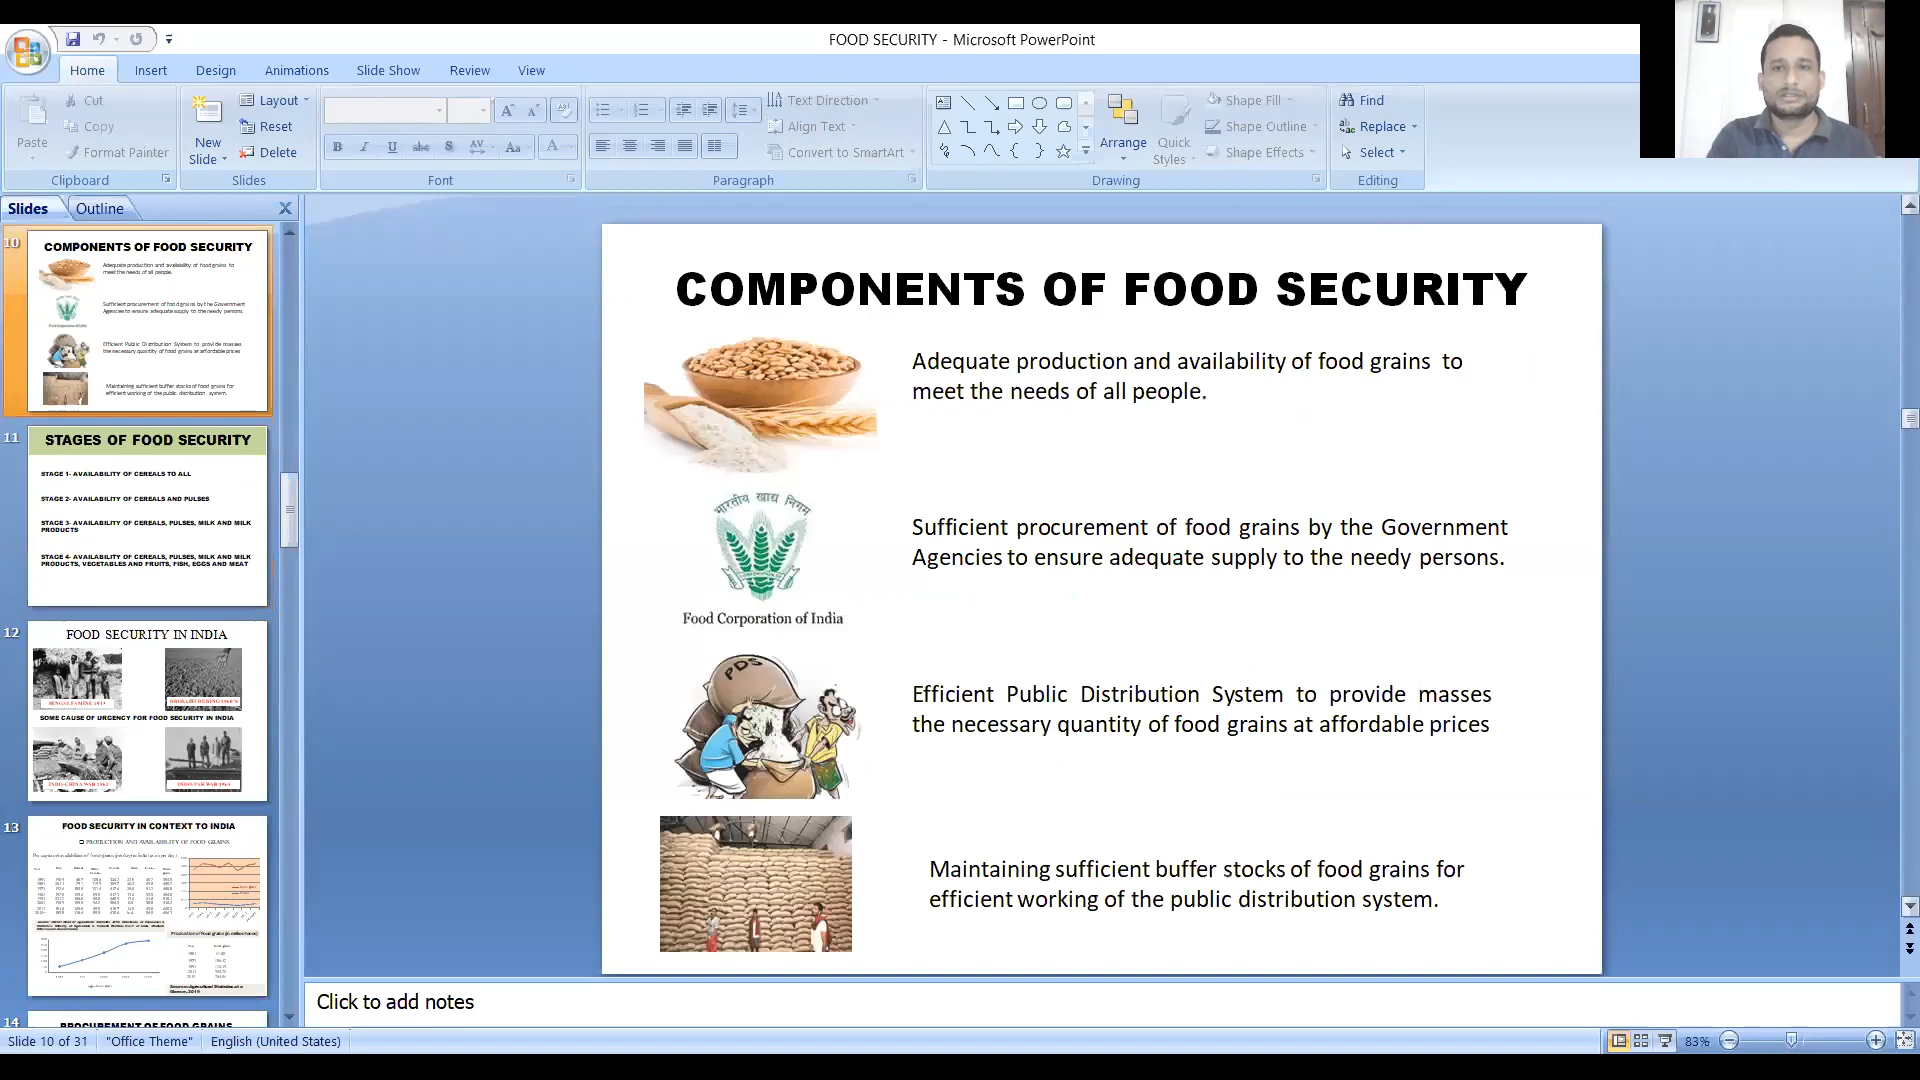 FOOD SECURITY - Microsoft PowerPoint
Home Insert Design Animations Slide Show Review View
Paste
Cut
Copy
Format Painter
Clipboard
New
Slide
Layout
Reset
Delete
Slides
Font
Text Direction
Align Text
Convert to SmartArt
Paragraph
Arrange
Quick
Styles
Shape Fill
Shape Outline
Shape Effects
Drawing
Find
Replace
Select
Editing
Slides Outline
10
COMPONENTS OF FOOD SECURITY
Adequate production and availability of food grains to
meet the needs of all people.
Sufficient procurement of food grains by the Government
Agencies to ensure adequate supply to the needy persons.
Food Corporation of India
Efficient Public Distribution System to provide masses
the necessary quantity of food grains at affordable prices
Maintaining sufficient buffer stocks of food grains for
efficient working of the public distribution system.
11
STAGES OF FOOD SECURITY
STAGE 1- AVAILABILITY OF CEREALS TO ALL
STAGE 2- AVAILABILITY OF CEREALS AND PULSES
STAGE 3- AVAILABILITY OF CEREALS, PULSES, MILK AND MILK
PRODUCTS
STAGE 4- AVAILABILITY OF CEREALS, PULSES, MILK AND MILK
PRODUCTS, VEGETABLES AND FRUITS, FISH, EGGS AND MEAT
12
FOOD SECURITY IN INDIA
SOME CAUSE OF URGENCY FOR FOOD SECURITY IN INDIA
13
FOOD SECURITY IN CONTEXT TO INDIA
PRODUCTION AND AVAILABILITY OF FOOD GRAINS
14
PROCUREMENT OF FOOD GRAINS
COMPONENTS OF FOOD SECURITY
Adequate production and availability of food grains to
meet the needs of all people.
भारतीय खाद्य निगम
Food Corporation of India
Sufficient procurement of food grains by the Government
Agencies to ensure adequate supply to the needy persons.
PDS
Efficient Public Distribution System to provide masses
the necessary quantity of food grains at affordable prices
Maintaining sufficient buffer stocks of food grains for
efficient working of the public distribution system.
Click to add notes
Slide 10 of 31 "Office Theme" English (United States) 83%